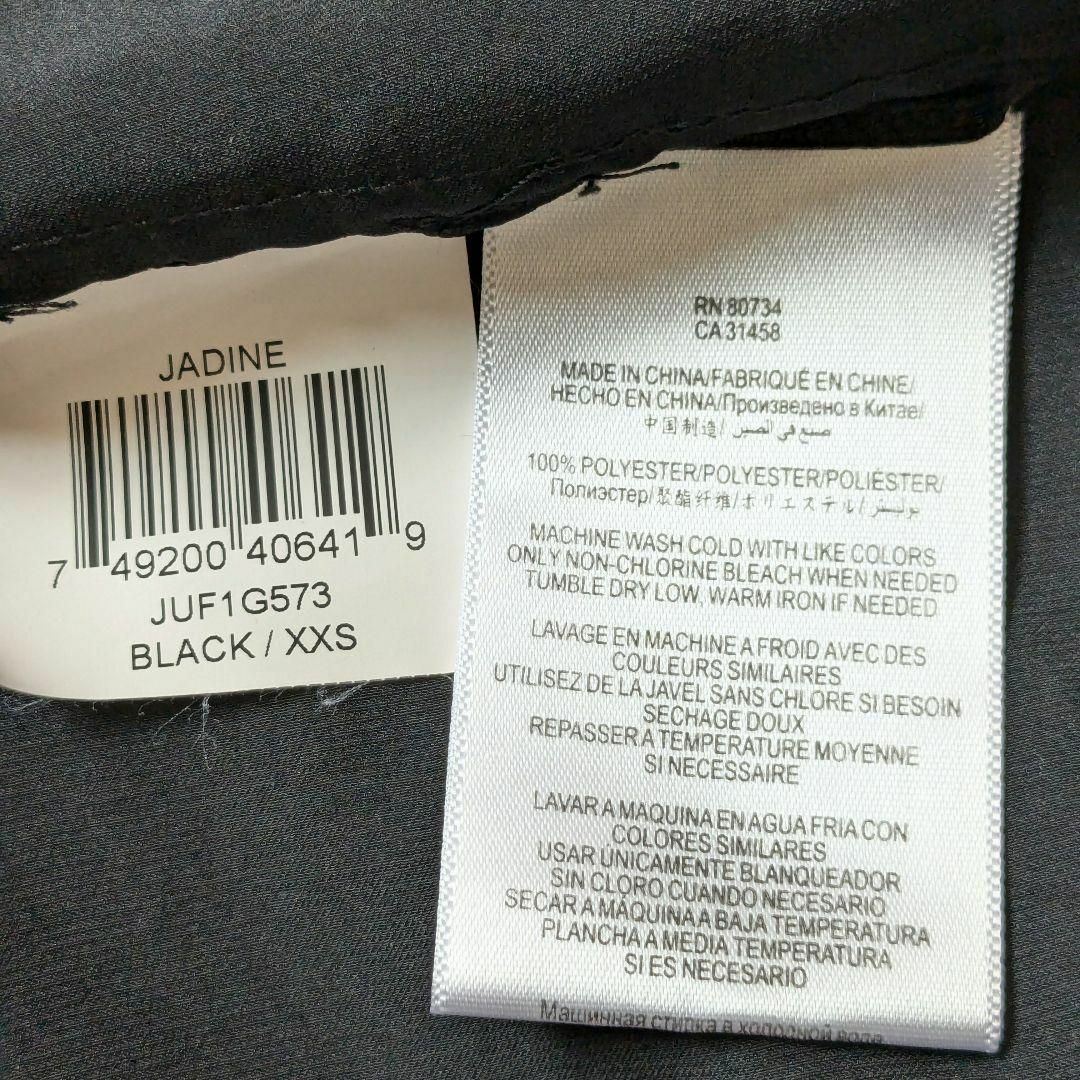 JADINE
7 49200 40641 9
JUF1G573
BLACK / XXS
RN 80734
CA 31458
MADE IN CHINA/FABRIQUÉ EN CHINE/
HECHO EN CHINA/Произведено в Китае/
中国制造/ صنع في الصين
100% POLYESTER/POLYESTER/POLIÉSTER/
Полиэстер/聚酯纤维/ポリエステル/بوليستر
MACHINE WASH COLD WITH LIKE COLORS
ONLY NON-CHLORINE BLEACH WHEN NEEDED
TUMBLE DRY LOW, WARM IRON IF NEEDED
LAVAGE EN MACHINE A FROID AVEC DES
COULEURS SIMILAIRES
UTILISEZ DE LA JAVEL SANS CHLORE SI BESOIN
SECHAGE DOUX
REPASSER A TEMPERATURE MOYENNE
SI NECESSAIRE
LAVAR A MAQUINA EN AGUA FRIA CON
COLORES SIMILARES
USAR ÚNICAMENTE BLANQUEADOR
SIN CLORO CUANDO NECESARIO
SECAR A MÁQUINA A BAJA TEMPERATURA
PLANCHA A MEDIA TEMPERATURA
SI ES NECESARIO
Машинная стирка в холодной воде